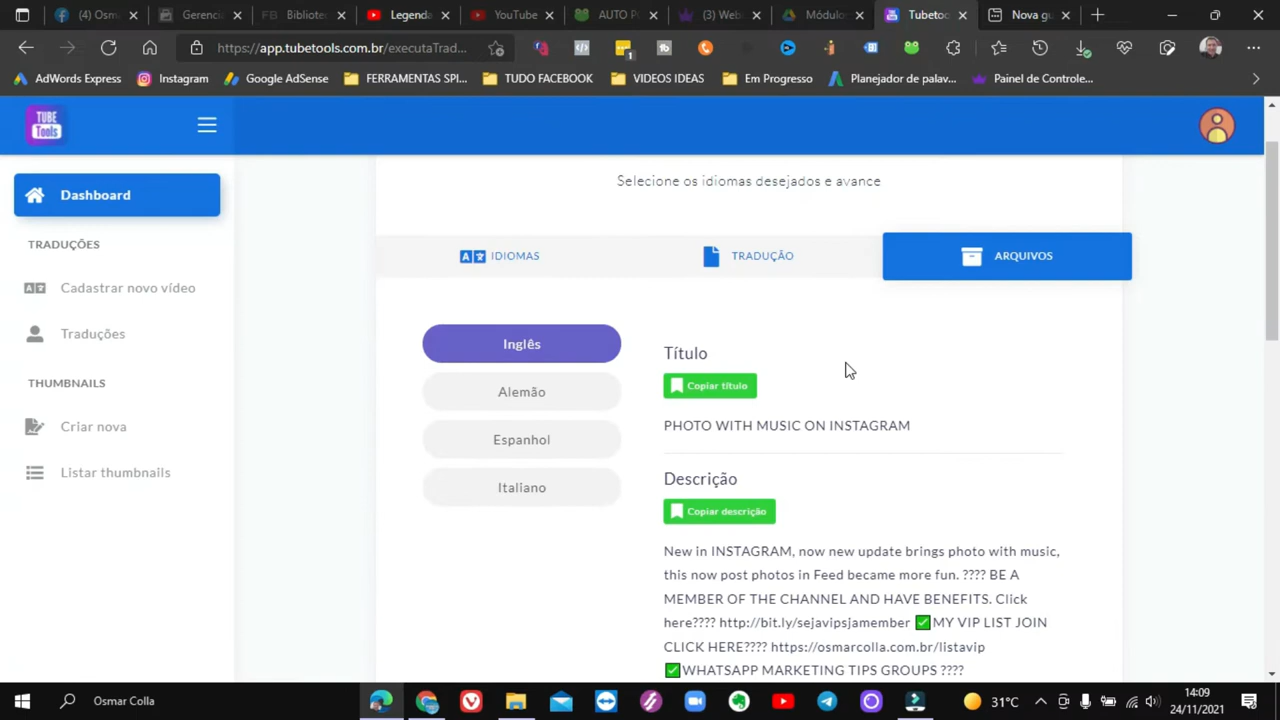 (4) Osm
Gerenci
FB
Bibliote
Legenda
YouTube
AUTO P
(3) Web
Módulo
Tubeto
Nova gu
https://app.tubetools.com.br/executaTrad...
1
AdWords Express
Instagram
Google AdSense
FERRAMENTAS SPI...
TUDO FACEBOOK
VIDEOS IDEAS
Em Progresso
Planejador de palav...
Painel de Controle...
TUBE
Tools
Selecione os idiomas desejados e avance
Dashboard
TRADUÇÕES
Cadastrar novo vídeo
Traduções
THUMBNAILS
Criar nova
Listar thumbnails
IDIOMAS
TRADUÇÃO
ARQUIVOS
Inglês
Alemão
Espanhol
Italiano
Título
Copiar título
PHOTO WITH MUSIC ON INSTAGRAM
Descrição
Copiar descrição
New in INSTAGRAM, now new update brings photo with music,
this now post photos in Feed became more fun. ???? BE A
MEMBER OF THE CHANNEL AND HAVE BENEFITS. Click
here???? http://bit.ly/sejavipsjamember ✅MY VIP LIST JOIN
CLICK HERE???? https://osmarcolla.com.br/listavip
✅WHATSAPP MARKETING TIPS GROUPS ????
Osmar Colla
31°C
14:09
24/11/2021